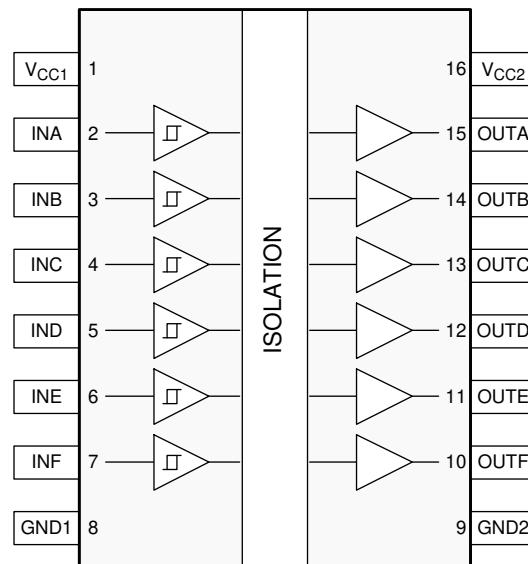 VCC1 1 16 VCC2
INA 2 15 OUTA
INB 3 14 OUTB
INC 4 13 OUTC
IND 5 12 OUTD
INE 6 11 OUTE
INF 7 10 OUTF
GND1 8 9 GND2
ISOLATION